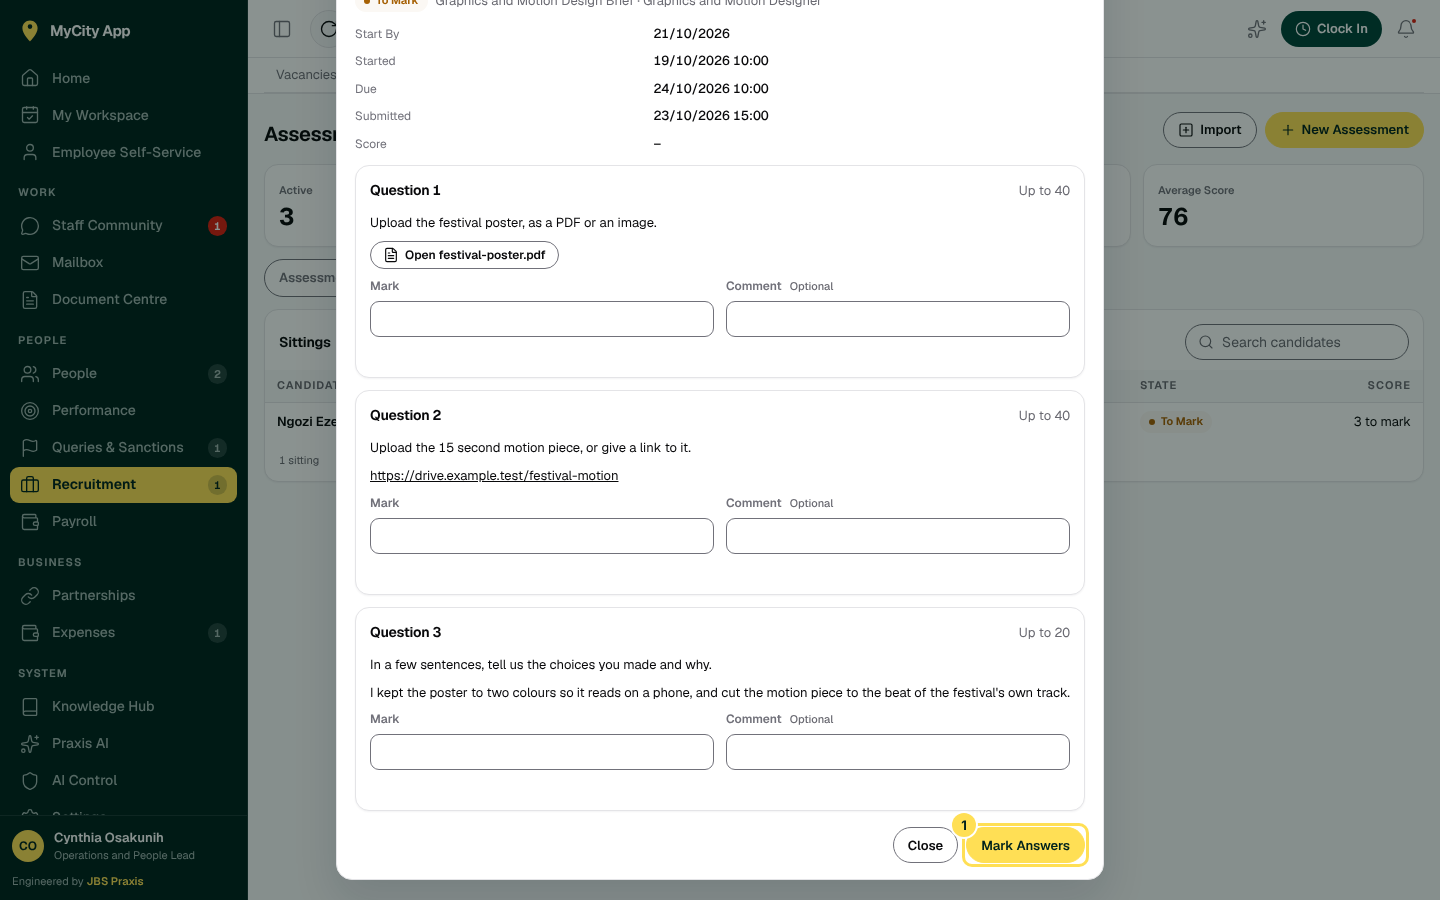 MyCity App
Home
My Workspace
Employee Self-Service
WORK
Staff Community 1
Mailbox
Document Centre
PEOPLE
People 2
Performance
Queries & Sanctions 1
Recruitment 1
Payroll
BUSINESS
Partnerships
Expenses 1
SYSTEM
Knowledge Hub
Praxis AI
AI Control
Settings
CO
Cynthia Osakunih
Operations and People Lead
Engineered by JBS Praxis
Clock In
Vacancies
Import
New Assessment
Active
3
Average Score
76
Sittings
Search candidates
STATE
SCORE
Ngozi Eze
To Mark
3 to mark
1 sitting
To Mark Graphics and Motion Design Brief · Graphics and Motion Designer
Start By 21/10/2026
Started 19/10/2026 10:00
Due 24/10/2026 10:00
Submitted 23/10/2026 15:00
Score –
Question 1 Up to 40
Upload the festival poster, as a PDF or an image.
Open festival-poster.pdf
Mark Comment Optional
Question 2 Up to 40
Upload the 15 second motion piece, or give a link to it.
https://drive.example.test/festival-motion
Mark Comment Optional
Question 3 Up to 20
In a few sentences, tell us the choices you made and why.
I kept the poster to two colours so it reads on a phone, and cut the motion piece to the beat of the festival's own track.
Mark Comment Optional
1
Close Mark Answers